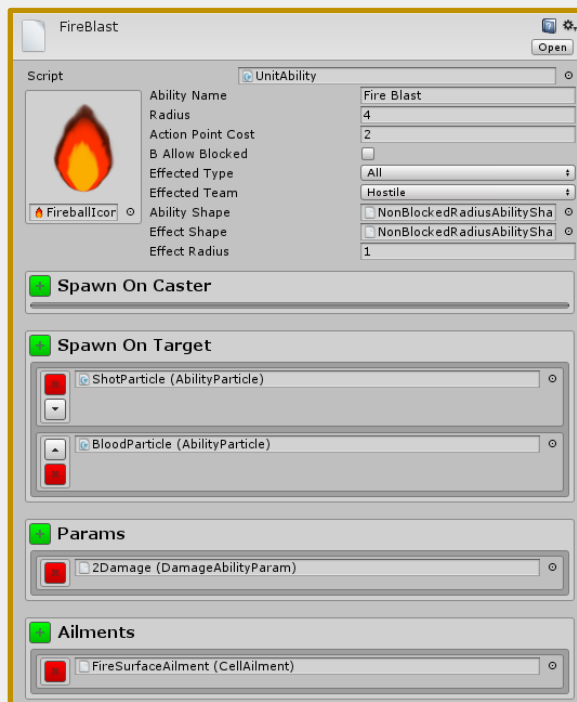 FireBlast
Open
Script UnitAbility
Ability Name Fire Blast
Radius 4
Action Point Cost 2
B Allow Blocked
Effected Type All
Effected Team Hostile
FireballIcor Ability Shape NonBlockedRadiusAbilitySha
Effect Shape NonBlockedRadiusAbilitySha
Effect Radius 1
Spawn On Caster
Spawn On Target
ShotParticle (AbilityParticle)
BloodParticle (AbilityParticle)
Params
2Damage (DamageAbilityParam)
Ailments
FireSurfaceAilment (CellAilment)